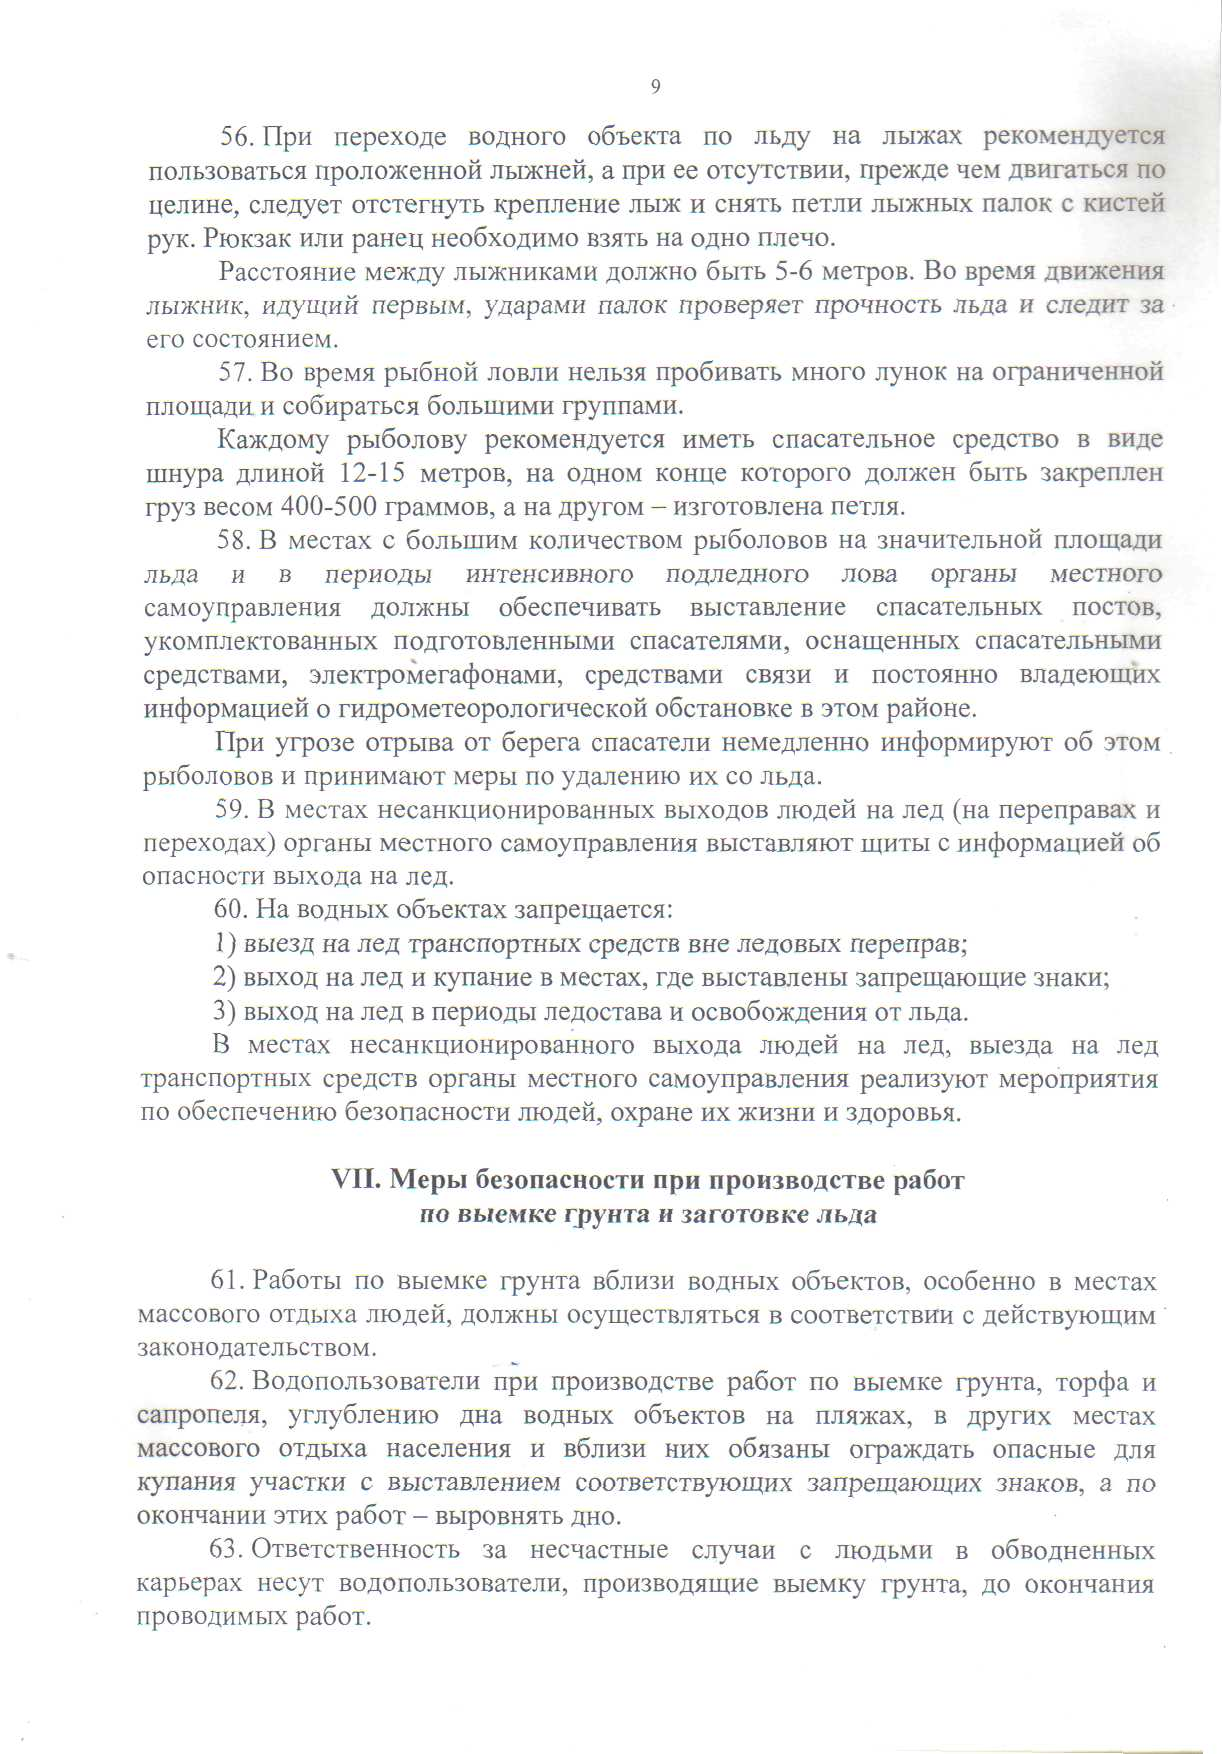 9
56. При переходе водного объекта по льду на лыжах рекомендуется
пользоваться проложенной лыжней, а при ее отсутствии, прежде чем двигаться по
целине, следует отстегнуть крепление лыж и снять петли лыжных палок с кистей
рук. Рюкзак или ранец необходимо взять на одно плечо.
Расстояние между лыжниками должно быть 5-6 метров. Во время движения
лыжник, идущий первым, ударами палок проверяет прочность льда и следит за
его состоянием.
57. Во время рыбной ловли нельзя пробивать много лунок на ограниченной
площади и собираться большими группами.
Каждому рыболову рекомендуется иметь спасательное средство в виде
шнура длиной 12-15 метров, на одном конце которого должен быть закреплен
груз весом 400-500 граммов, а на другом – изготовлена петля.
58. В местах с большим количеством рыболовов на значительной площади
льда и в периоды интенсивного подледного лова органы местного
самоуправления должны обеспечивать выставление спасательных постов,
укомплектованных подготовленными спасателями, оснащенных спасательными
средствами, электромегафонами, средствами связи и постоянно владеющих
информацией о гидрометеорологической обстановке в этом районе.
При угрозе отрыва от берега спасатели немедленно информируют об этом
рыболовов и принимают меры по удалению их со льда.
59. В местах несанкционированных выходов людей на лед (на переправах и
переходах) органы местного самоуправления выставляют щиты с информацией об
опасности выхода на лед.
60. На водных объектах запрещается:
1) выезд на лед транспортных средств вне ледовых переправ;
2) выход на лед и купание в местах, где выставлены запрещающие знаки;
3) выход на лед в периоды ледостава и освобождения от льда.
В местах несанкционированного выхода людей на лед, выезда на лед
транспортных средств органы местного самоуправления реализуют мероприятия
по обеспечению безопасности людей, охране их жизни и здоровья.
VII. Меры безопасности при производстве работ
по выемке грунта и заготовке льда
61. Работы по выемке грунта вблизи водных объектов, особенно в местах
массового отдыха людей, должны осуществляться в соответствии с действующим
законодательством.
62. Водопользователи при производстве работ по выемке грунта, торфа и
сапропеля, углублению дна водных объектов на пляжах, в других местах
массового отдыха населения и вблизи них обязаны ограждать опасные для
купания участки с выставлением соответствующих запрещающих знаков, а по
окончании этих работ – выровнять дно.
63. Ответственность за несчастные случаи с людьми в обводненных
карьерах несут водопользователи, производящие выемку грунта, до окончания
проводимых работ.